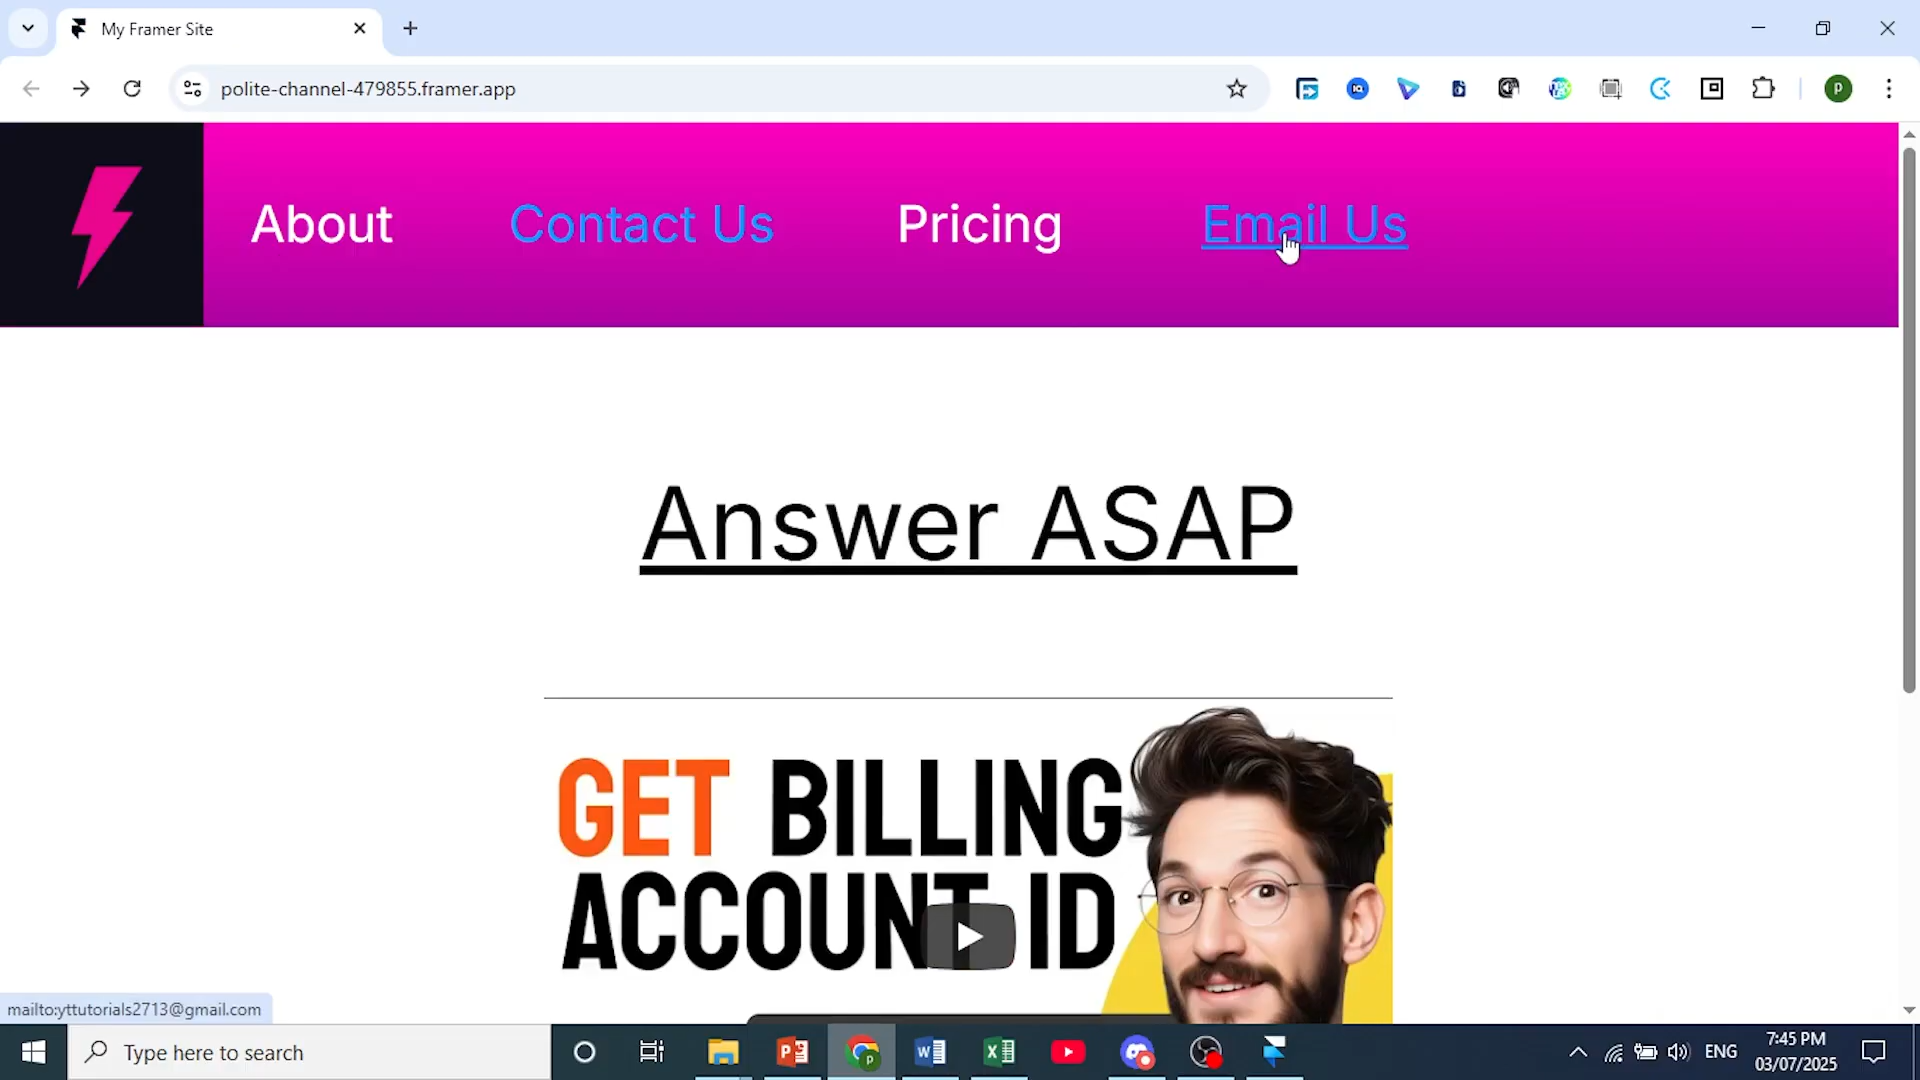 My Framer Site
polite-channel-479855.framer.app
P
About Contact Us Pricing Email Us
Answer ASAP
GET BILLING
ACCOUNT ID
mailto:yttutorials2713@gmail.com
Type here to search
ENG
7:45 PM
03/07/2025